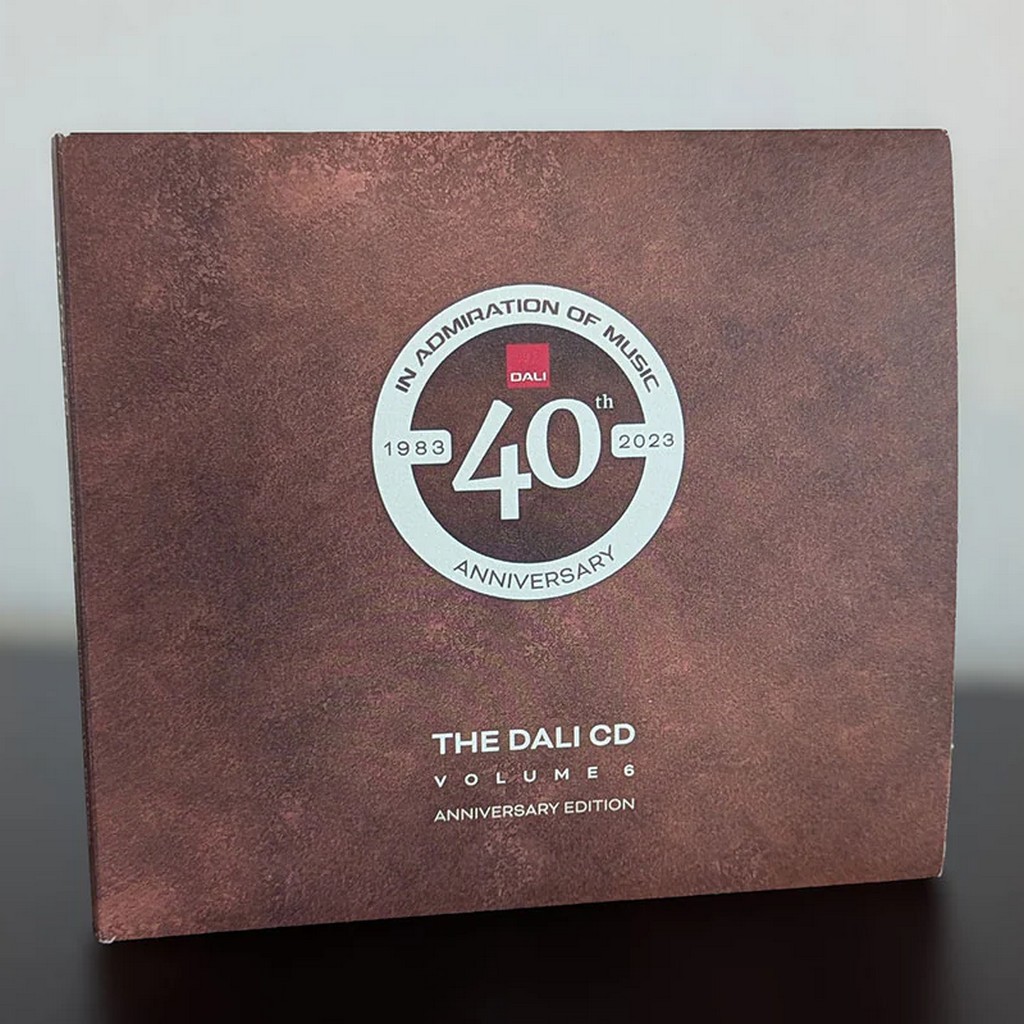 IN ADMIRATION OF MUSIC
DALI
40th
1983
2023
ANNIVERSARY
THE DALI CD
VOLUME 6
ANNIVERSARY EDITION